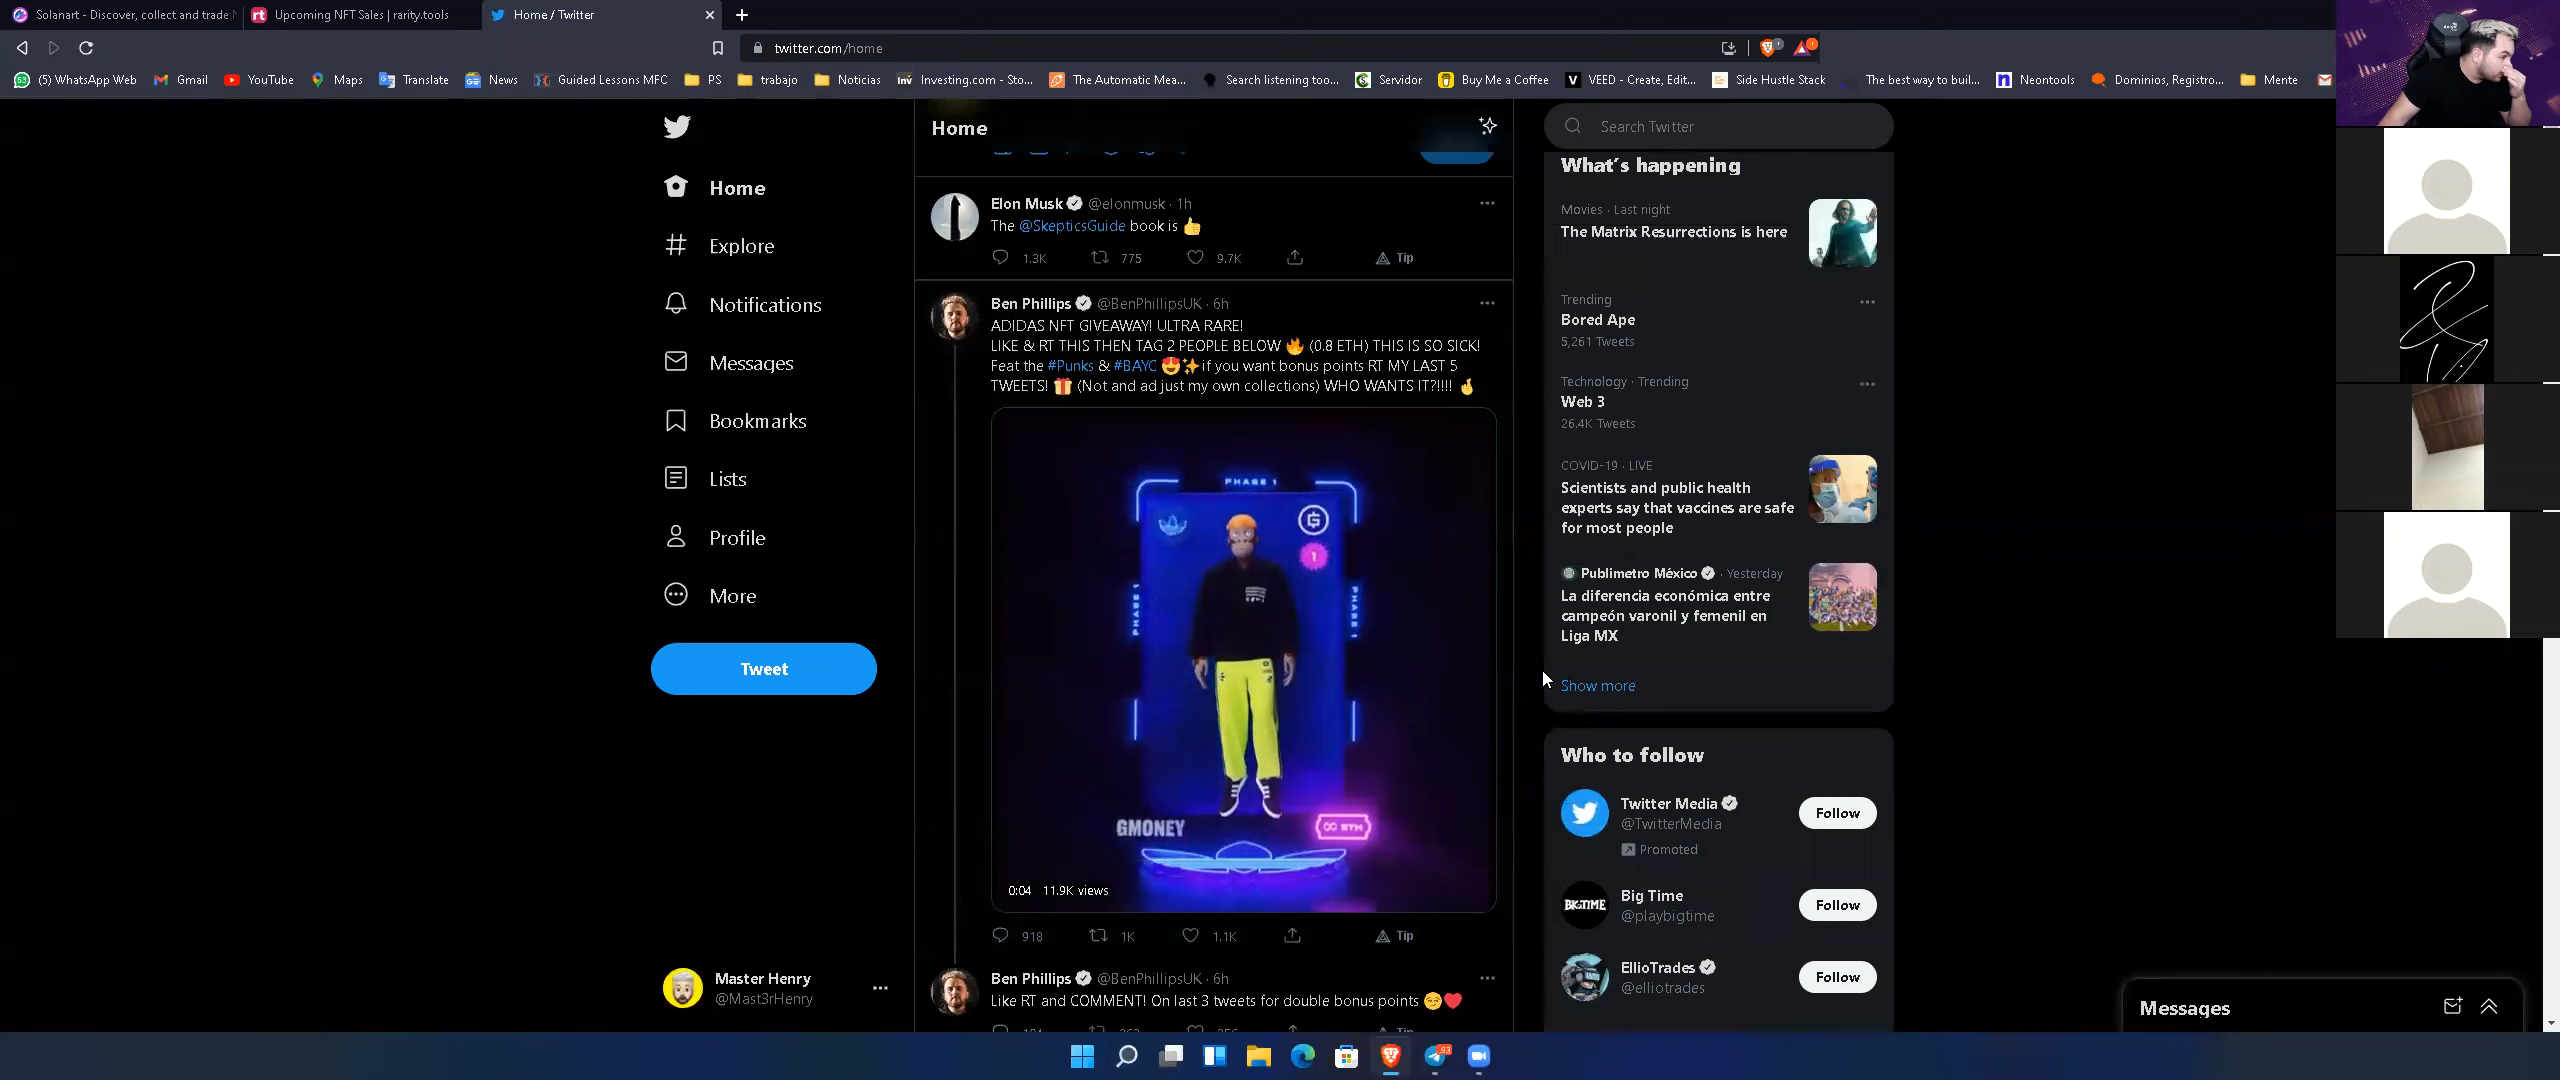 Solanart - Discover, collect and trade
Upcoming NFT Sales | rarity.tools
Home / Twitter
twitter.com/home
(5) WhatsApp Web
Gmail
YouTube
Maps
Translate
News
Guided Lessons MFC
PS
trabajo
Noticias
Investing.com - Sto...
The Automatic Mea...
Search listening too...
Servidor
Buy Me a Coffee
VEED - Create, Edit...
Side Hustle Stack
The best way to buil...
Neontools
Dominios, Registro...
Mente
Home
Explore
Notifications
Messages
Bookmarks
Lists
Profile
More
Tweet
Master Henry
@Mast3rHenry
Home
Elon Musk @elonmusk · 1h
The @SkepticsGuide book is 👍
1.3K 775 9.7K Tip
Ben Phillips @BenPhillipsUK · 6h
ADIDAS NFT GIVEAWAY! ULTRA RARE!
LIKE & RT THIS THEN TAG 2 PEOPLE BELOW 🔥 (0.8 ETH) THIS IS SO SICK!
Feat the #Punks & #BAYC 😍✨ if you want bonus points RT MY LAST 5
TWEETS! 🎁 (Not and ad just my own collections) WHO WANTS IT?!!!! 🤞
PHASE 1
PHASE 1
PHASE 1
1
GMONEY
0:04 11.9K views
918 1K 1.1K Tip
Ben Phillips @BenPhillipsUK · 6h
Like RT and COMMENT! On last 3 tweets for double bonus points ☺️❤️
Search Twitter
What's happening
Movies · Last night
The Matrix Resurrections is here
Trending
Bored Ape
5,261 Tweets
Technology · Trending
Web 3
26.4K Tweets
COVID-19 · LIVE
Scientists and public health
experts say that vaccines are safe
for most people
Publimetro México · Yesterday
La diferencia económica entre
campeón varonil y femenil en
Liga MX
Show more
Who to follow
Twitter Media
@TwitterMedia
Promoted
Follow
BIGTIME
Big Time
@playbigtime
Follow
EllioTrades
@elliotrades
Follow
Messages
93